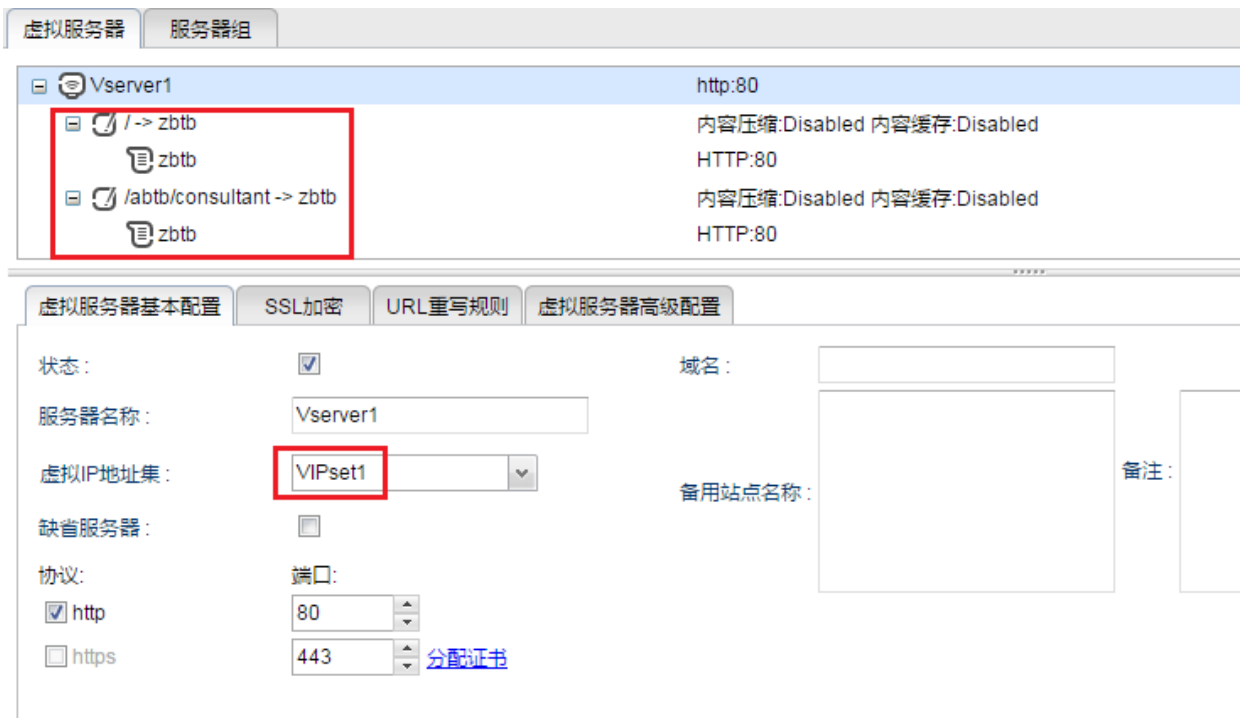 虚拟服务器 服务器组
Vserver1 http:80
/ -> zbtb 内容压缩:Disabled 内容缓存:Disabled
zbtb HTTP:80
/abtb/consultant -> zbtb 内容压缩:Disabled 内容缓存:Disabled
zbtb HTTP:80
虚拟服务器基本配置 SSL加密 URL重写规则 虚拟服务器高级配置
状态 : 域名 :
服务器名称 : Vserver1
虚拟IP地址集 : VIPset1 备注 :
备用站点名称 :
缺省服务器 :
协议: 端口:
http 80
https 443 分配证书